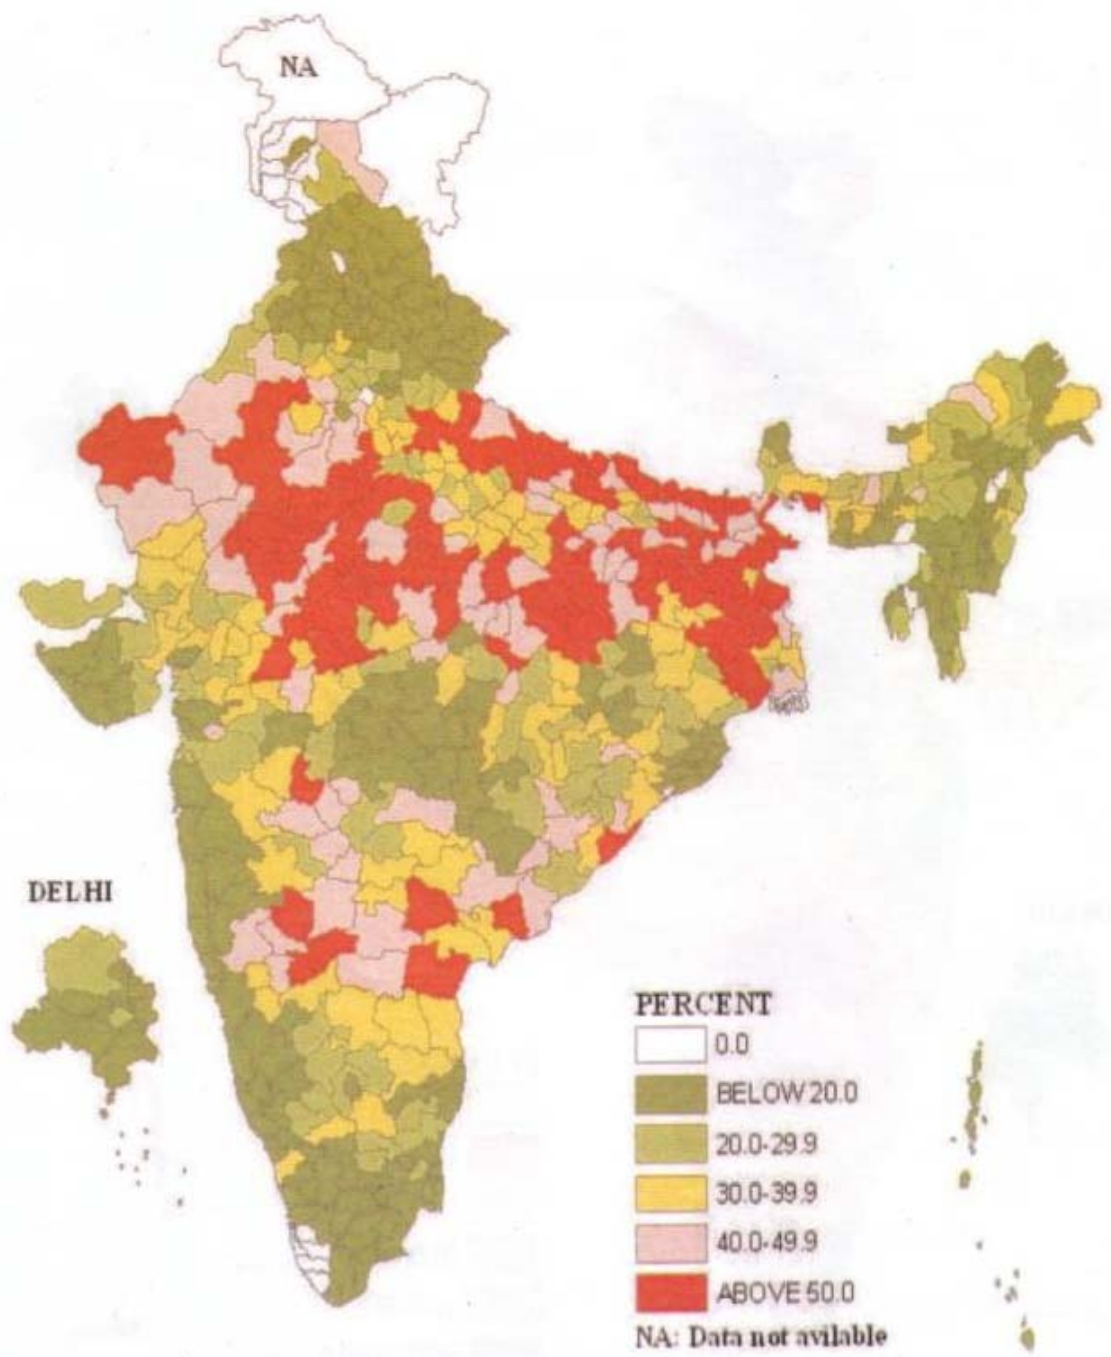 NA
DELHI
PERCENT
0.0
BELOW 20.0
20.0-29.9
30.0-39.9
40.0-49.9
ABOVE 50.0
NA: Data not avilable